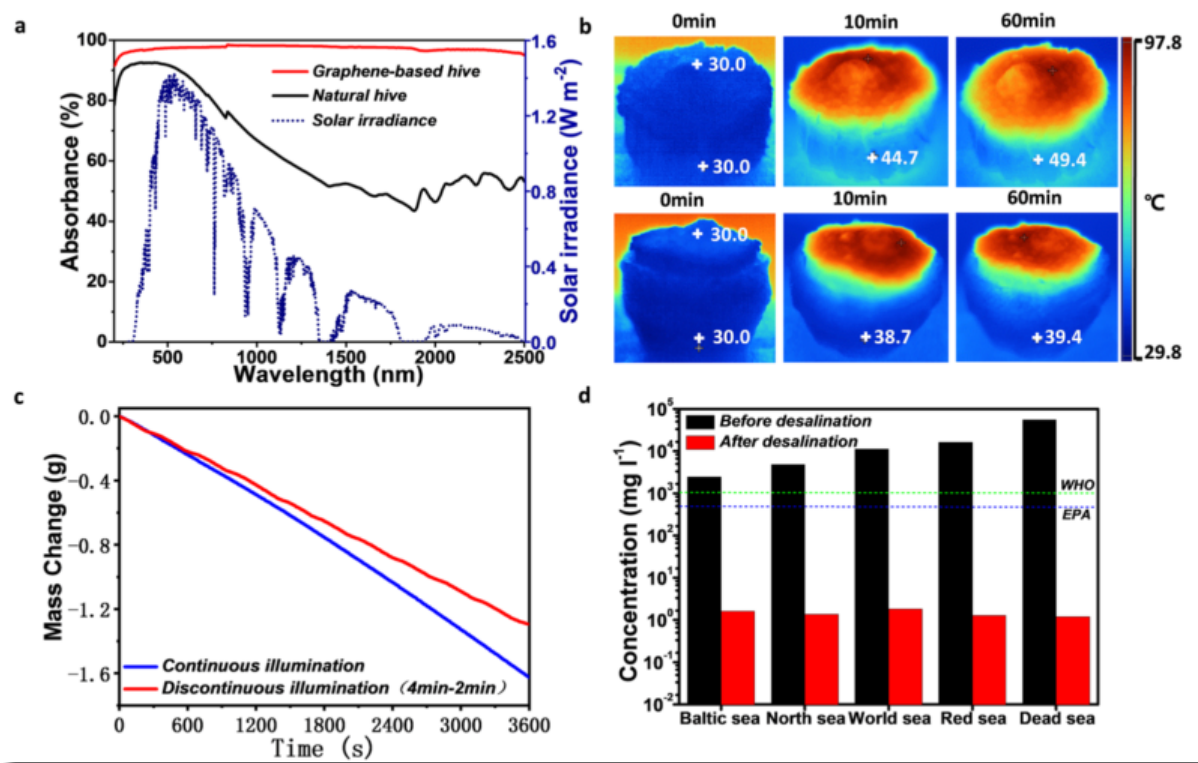 a
Absorbance (%)
100
80
60
40
20
0
Graphene-based hive
Natural hive
Solar irradiance
1.6
1.2
0.8
0.4
0.0
Solar irradiance (W m⁻²)
500 1000 1500 2000 2500
Wavelength (nm)
b
0min 10min 60min
+ 30.0
+ 30.0
+ 44.7
+ 49.4
0min 10min 60min
+ 30.0
+ 30.0
+38.7
+39.4
97.8
℃
29.8
c
Mass Change (g)
0.0
-0.4
-0.8
-1.2
-1.6
Continuous illumination
Discontinuous illumination（4min-2min）
0 600 1200 1800 2400 3000 3600
Time (s)
d
Concentration (mg l⁻¹)
10⁵
10⁴
10³
10²
10¹
10⁰
10⁻¹
10⁻²
Before desalination
After desalination
WHO
EPA
Baltic sea North sea World sea Red sea Dead sea